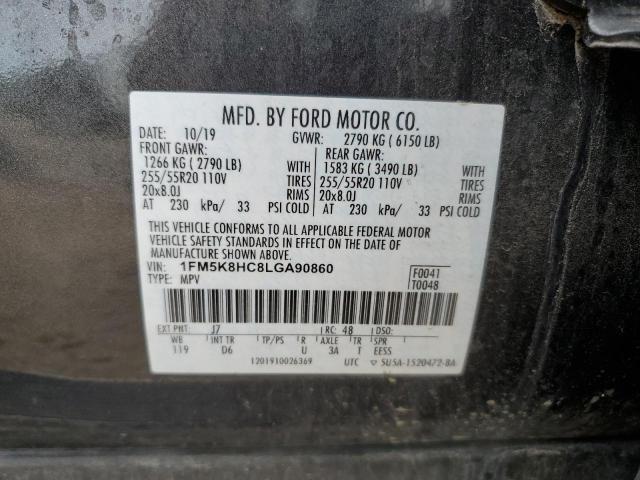 MFD. BY FORD MOTOR CO.
DATE: 10/19 GVWR: 2790 KG ( 6150 LB)
FRONT GAWR: REAR GAWR:
1266 KG ( 2790 LB) WITH 1583 KG ( 3490 LB) WITH
255/55R20 110V TIRES 255/55R20 110V TIRES
20x8.0J RIMS 20x8.0J RIMS
AT 230 kPa/ 33 PSI COLD AT 230 kPa/ 33 PSI COLD
THIS VEHICLE CONFORMS TO ALL APPLICABLE FEDERAL MOTOR
VEHICLE SAFETY STANDARDS IN EFFECT ON THE DATE OF
MANUFACTURE SHOWN ABOVE.
VIN: 1FM5K8HC8LGA90860 F0041
TYPE: MPV T0048
EXT PNT: J7 RC: 48 DSO:
WB INT TR TP/PS R AXLE TR SPR
119 D6 U 3A T EESS
1201910026369 UTC ▽ 5U5A-1520472-BA